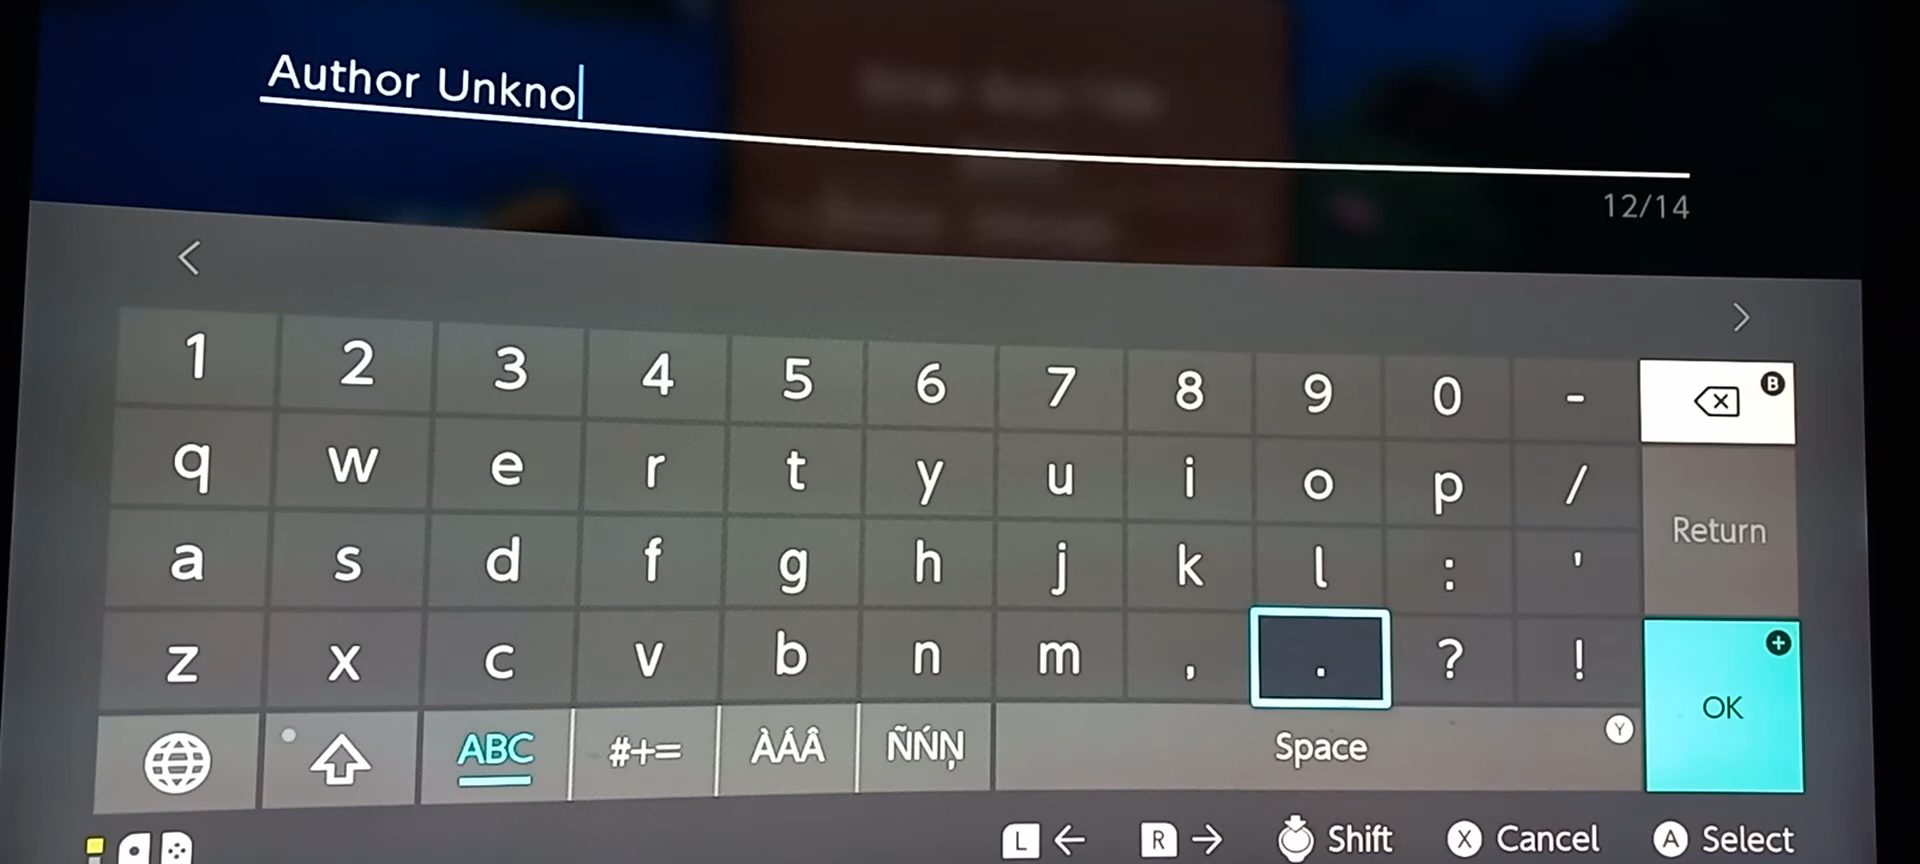 Author Unkno
12/14
1 2 3 4 5 6 7 8 9 0 - B
q w e r t y u i o p /
Return
a s d f g h j k l : '
z x c v b n m , . ? !
OK +
ABC #+= ÀÁÂ ÑŃŅ Space Y
L ← R → Shift X Cancel A Select